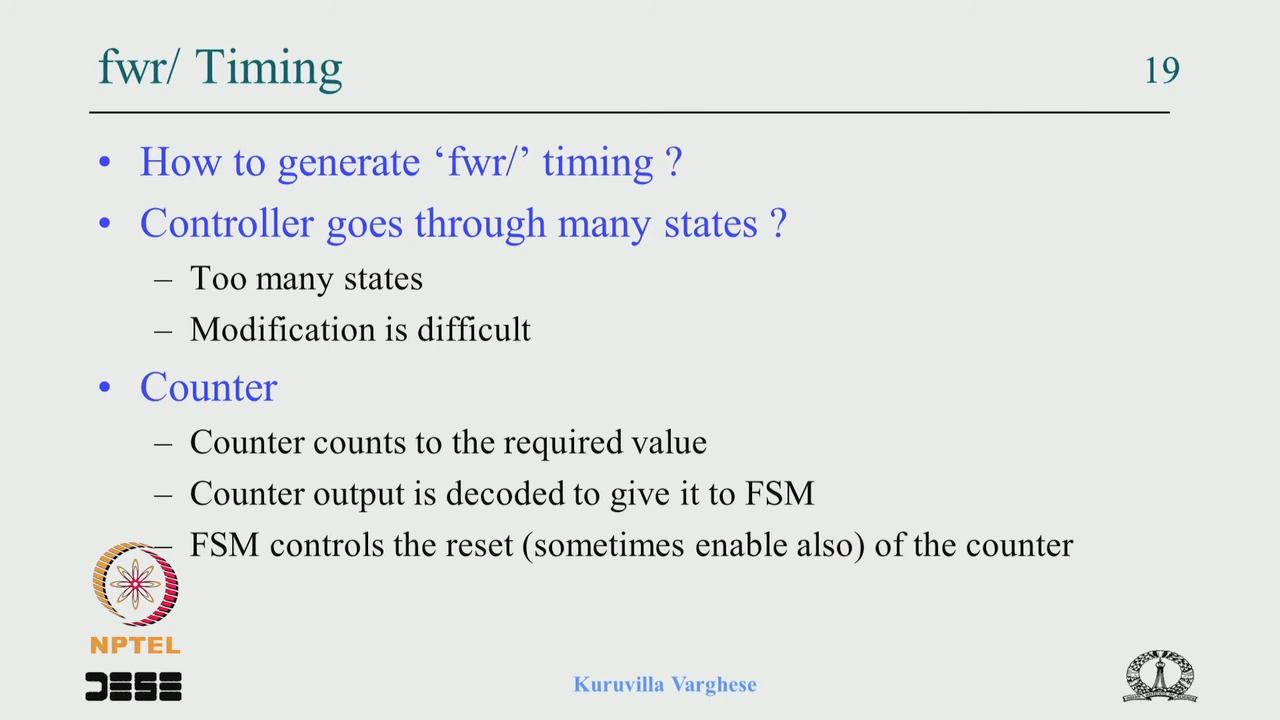 fwr/ Timing
19
• How to generate ‘fwr/’ timing ?
• Controller goes through many states ?
– Too many states
– Modification is difficult
• Counter
– Counter counts to the required value
– Counter output is decoded to give it to FSM
– FSM controls the reset (sometimes enable also) of the counter
NPTEL
DESE
Kuruvilla Varghese